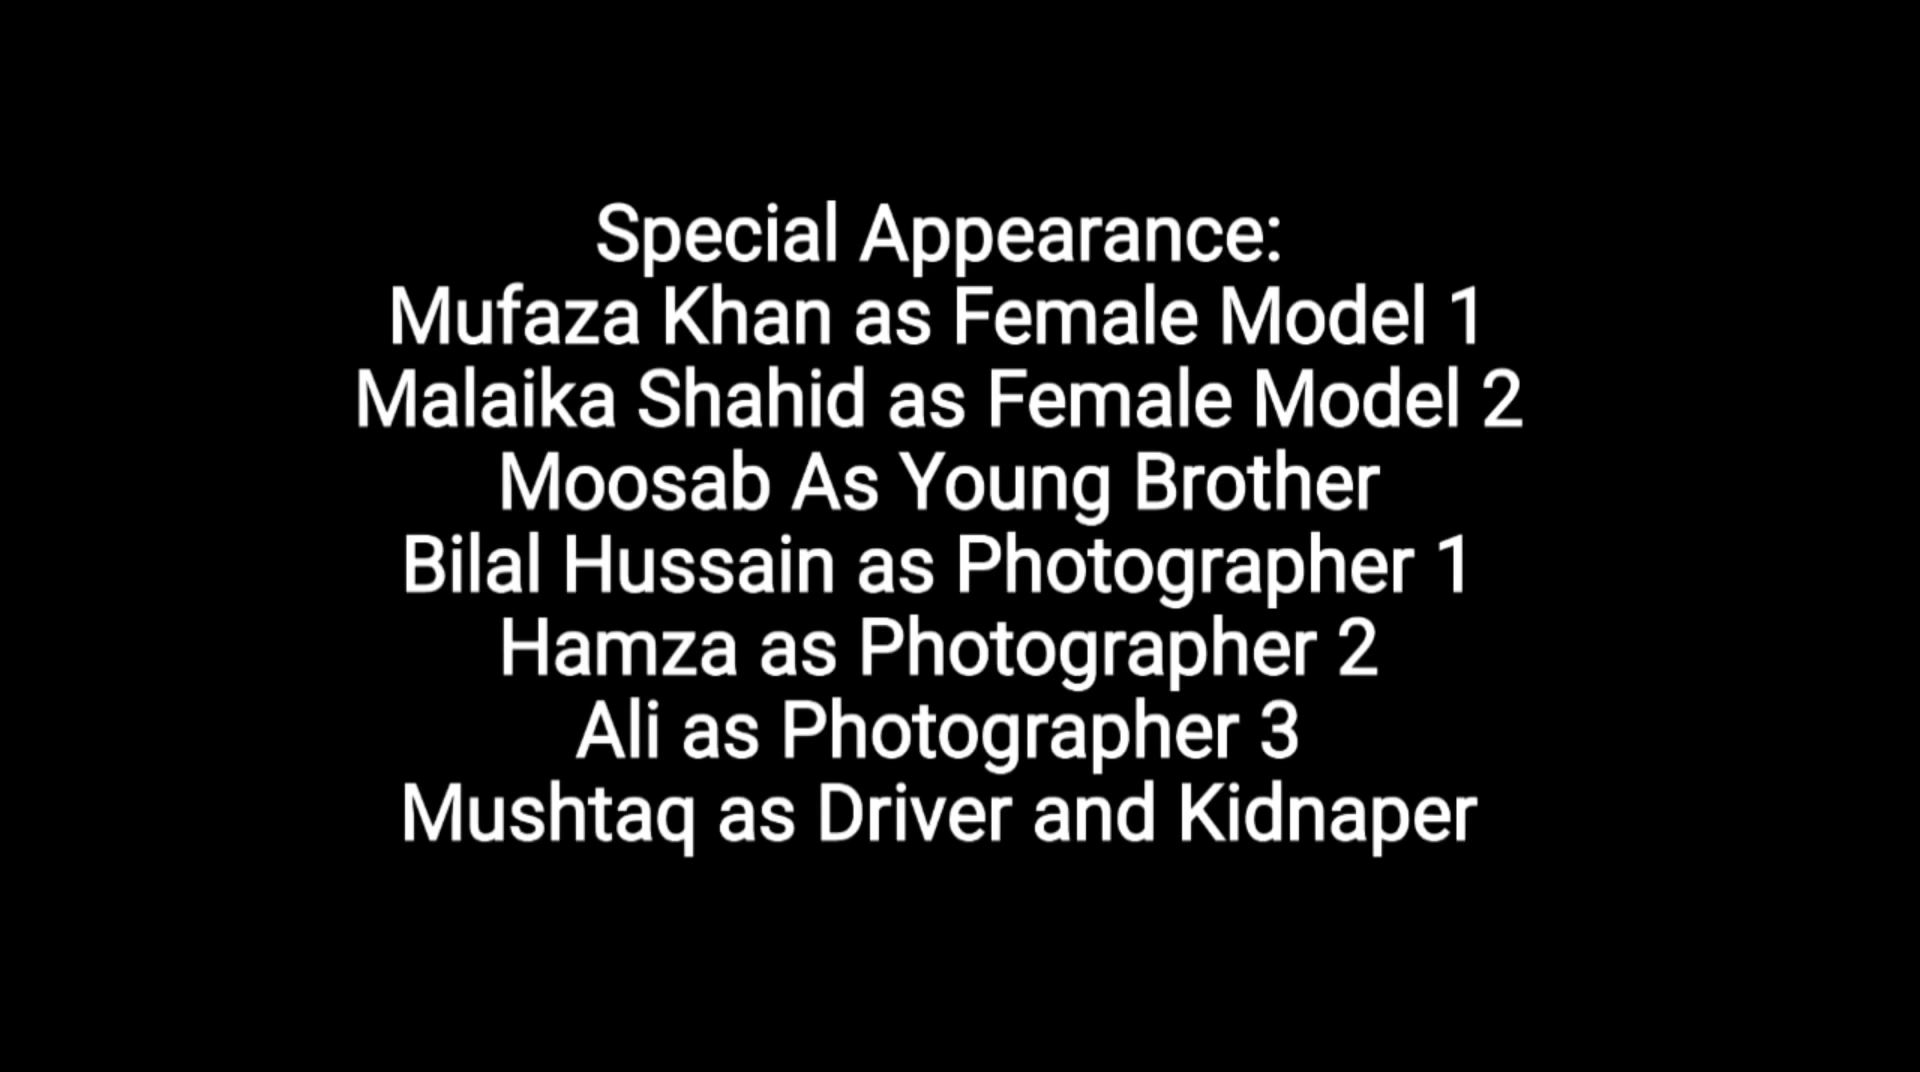 Special Appearance:
Mufaza Khan as Female Model 1
Malaika Shahid as Female Model 2
Moosab As Young Brother
Bilal Hussain as Photographer 1
Hamza as Photographer 2
Ali as Photographer 3
Mushtaq as Driver and Kidnaper